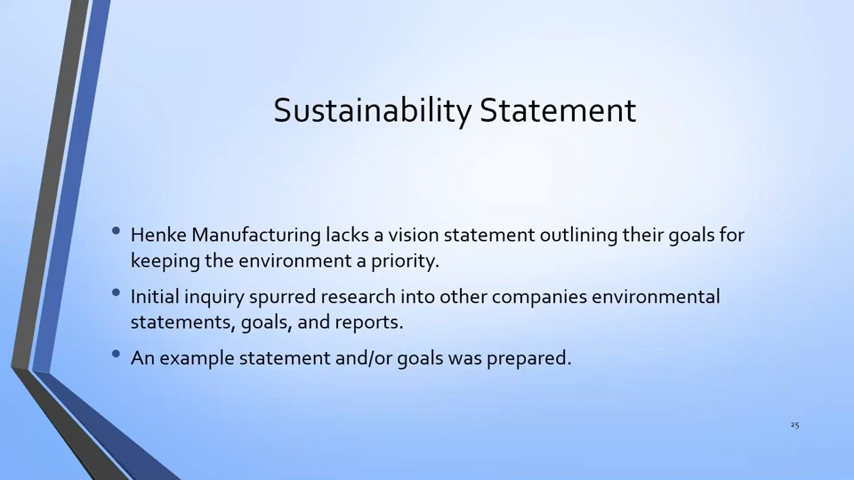 Sustainability Statement
• Henke Manufacturing lacks a vision statement outlining their goals for
keeping the environment a priority.
• Initial inquiry spurred research into other companies environmental
statements, goals, and reports.
• An example statement and/or goals was prepared.
25